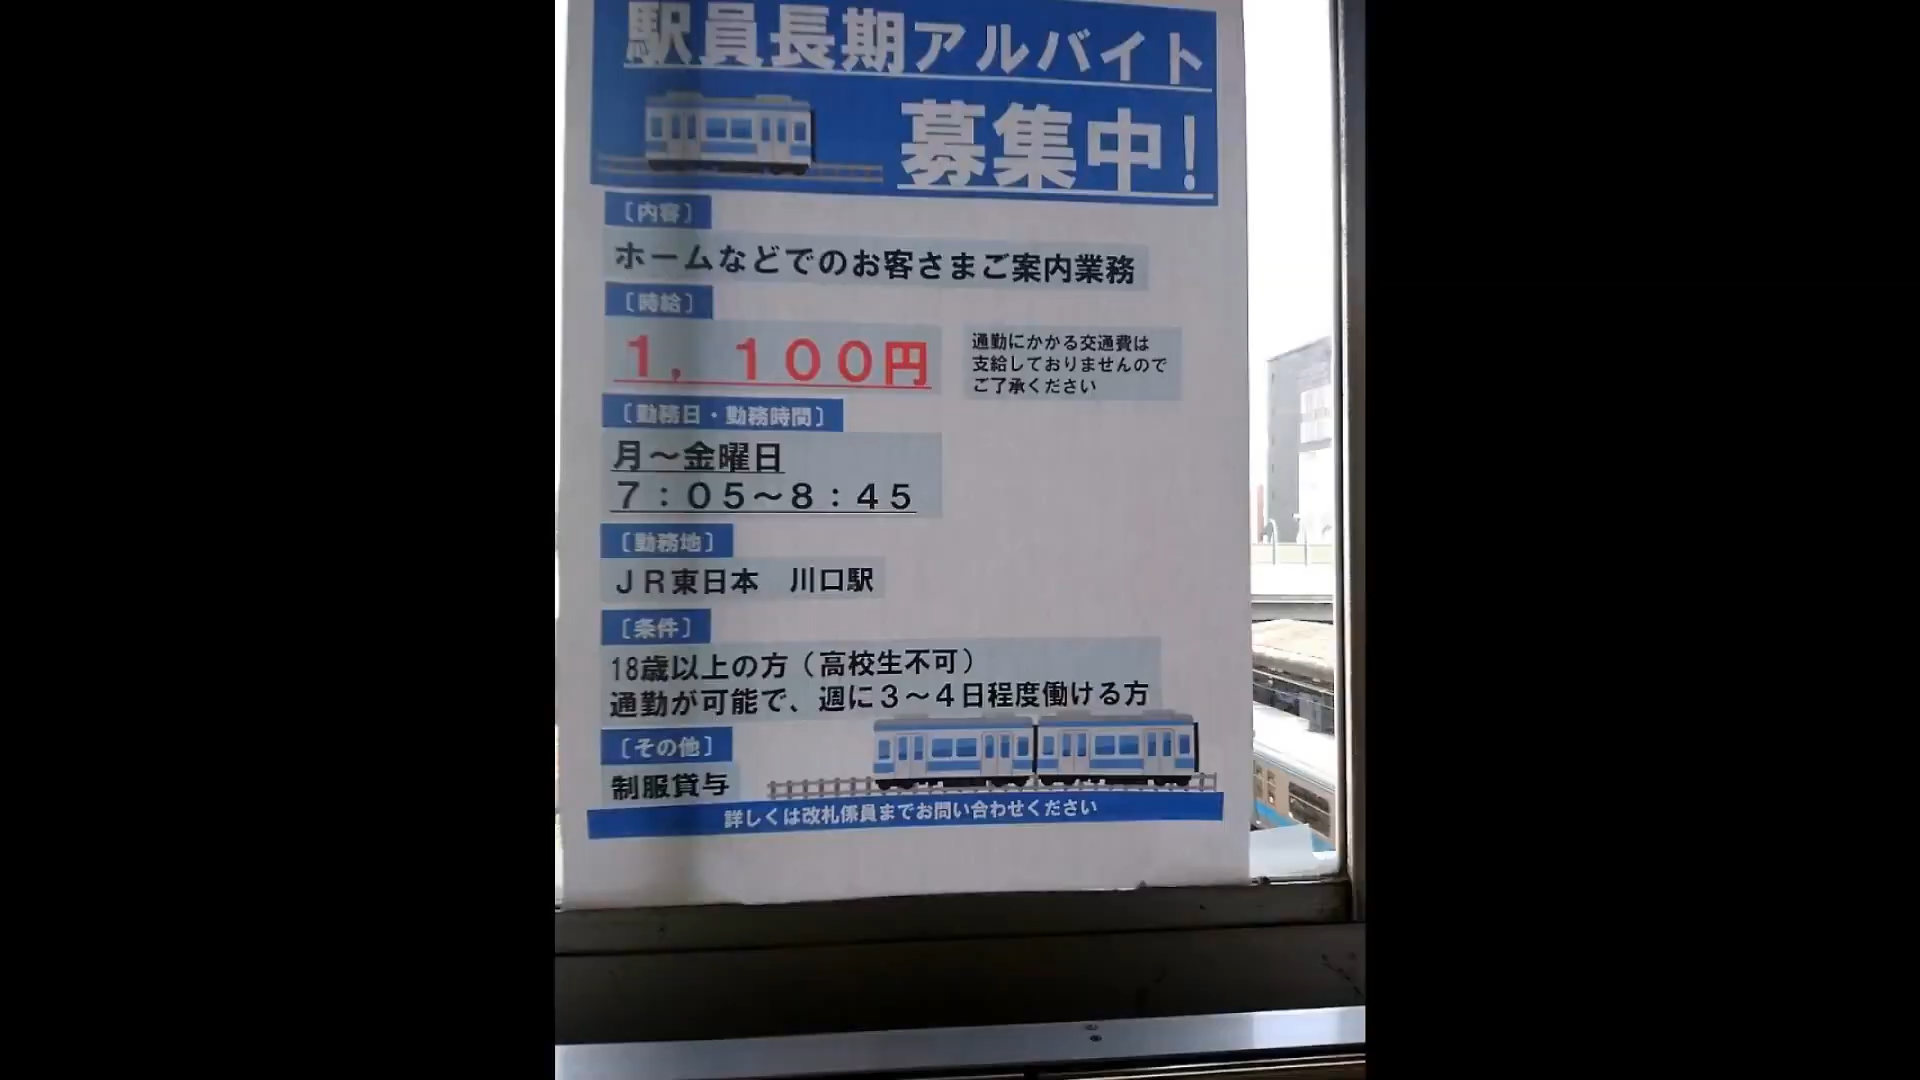 駅員長期アルバイト
募集中！
〔内容〕
ホームなどでのお客さまご案内業務
〔時給〕
１，１００円
通勤にかかる交通費は
支給しておりませんので
ご了承ください
〔勤務日・勤務時間〕
月～金曜日
７：０５～８：４５
〔勤務地〕
ＪＲ東日本　川口駅
〔条件〕
18歳以上の方（高校生不可）
通勤が可能で、週に３～４日程度働ける方
〔その他〕
制服貸与
詳しくは改札係員までお問い合わせください